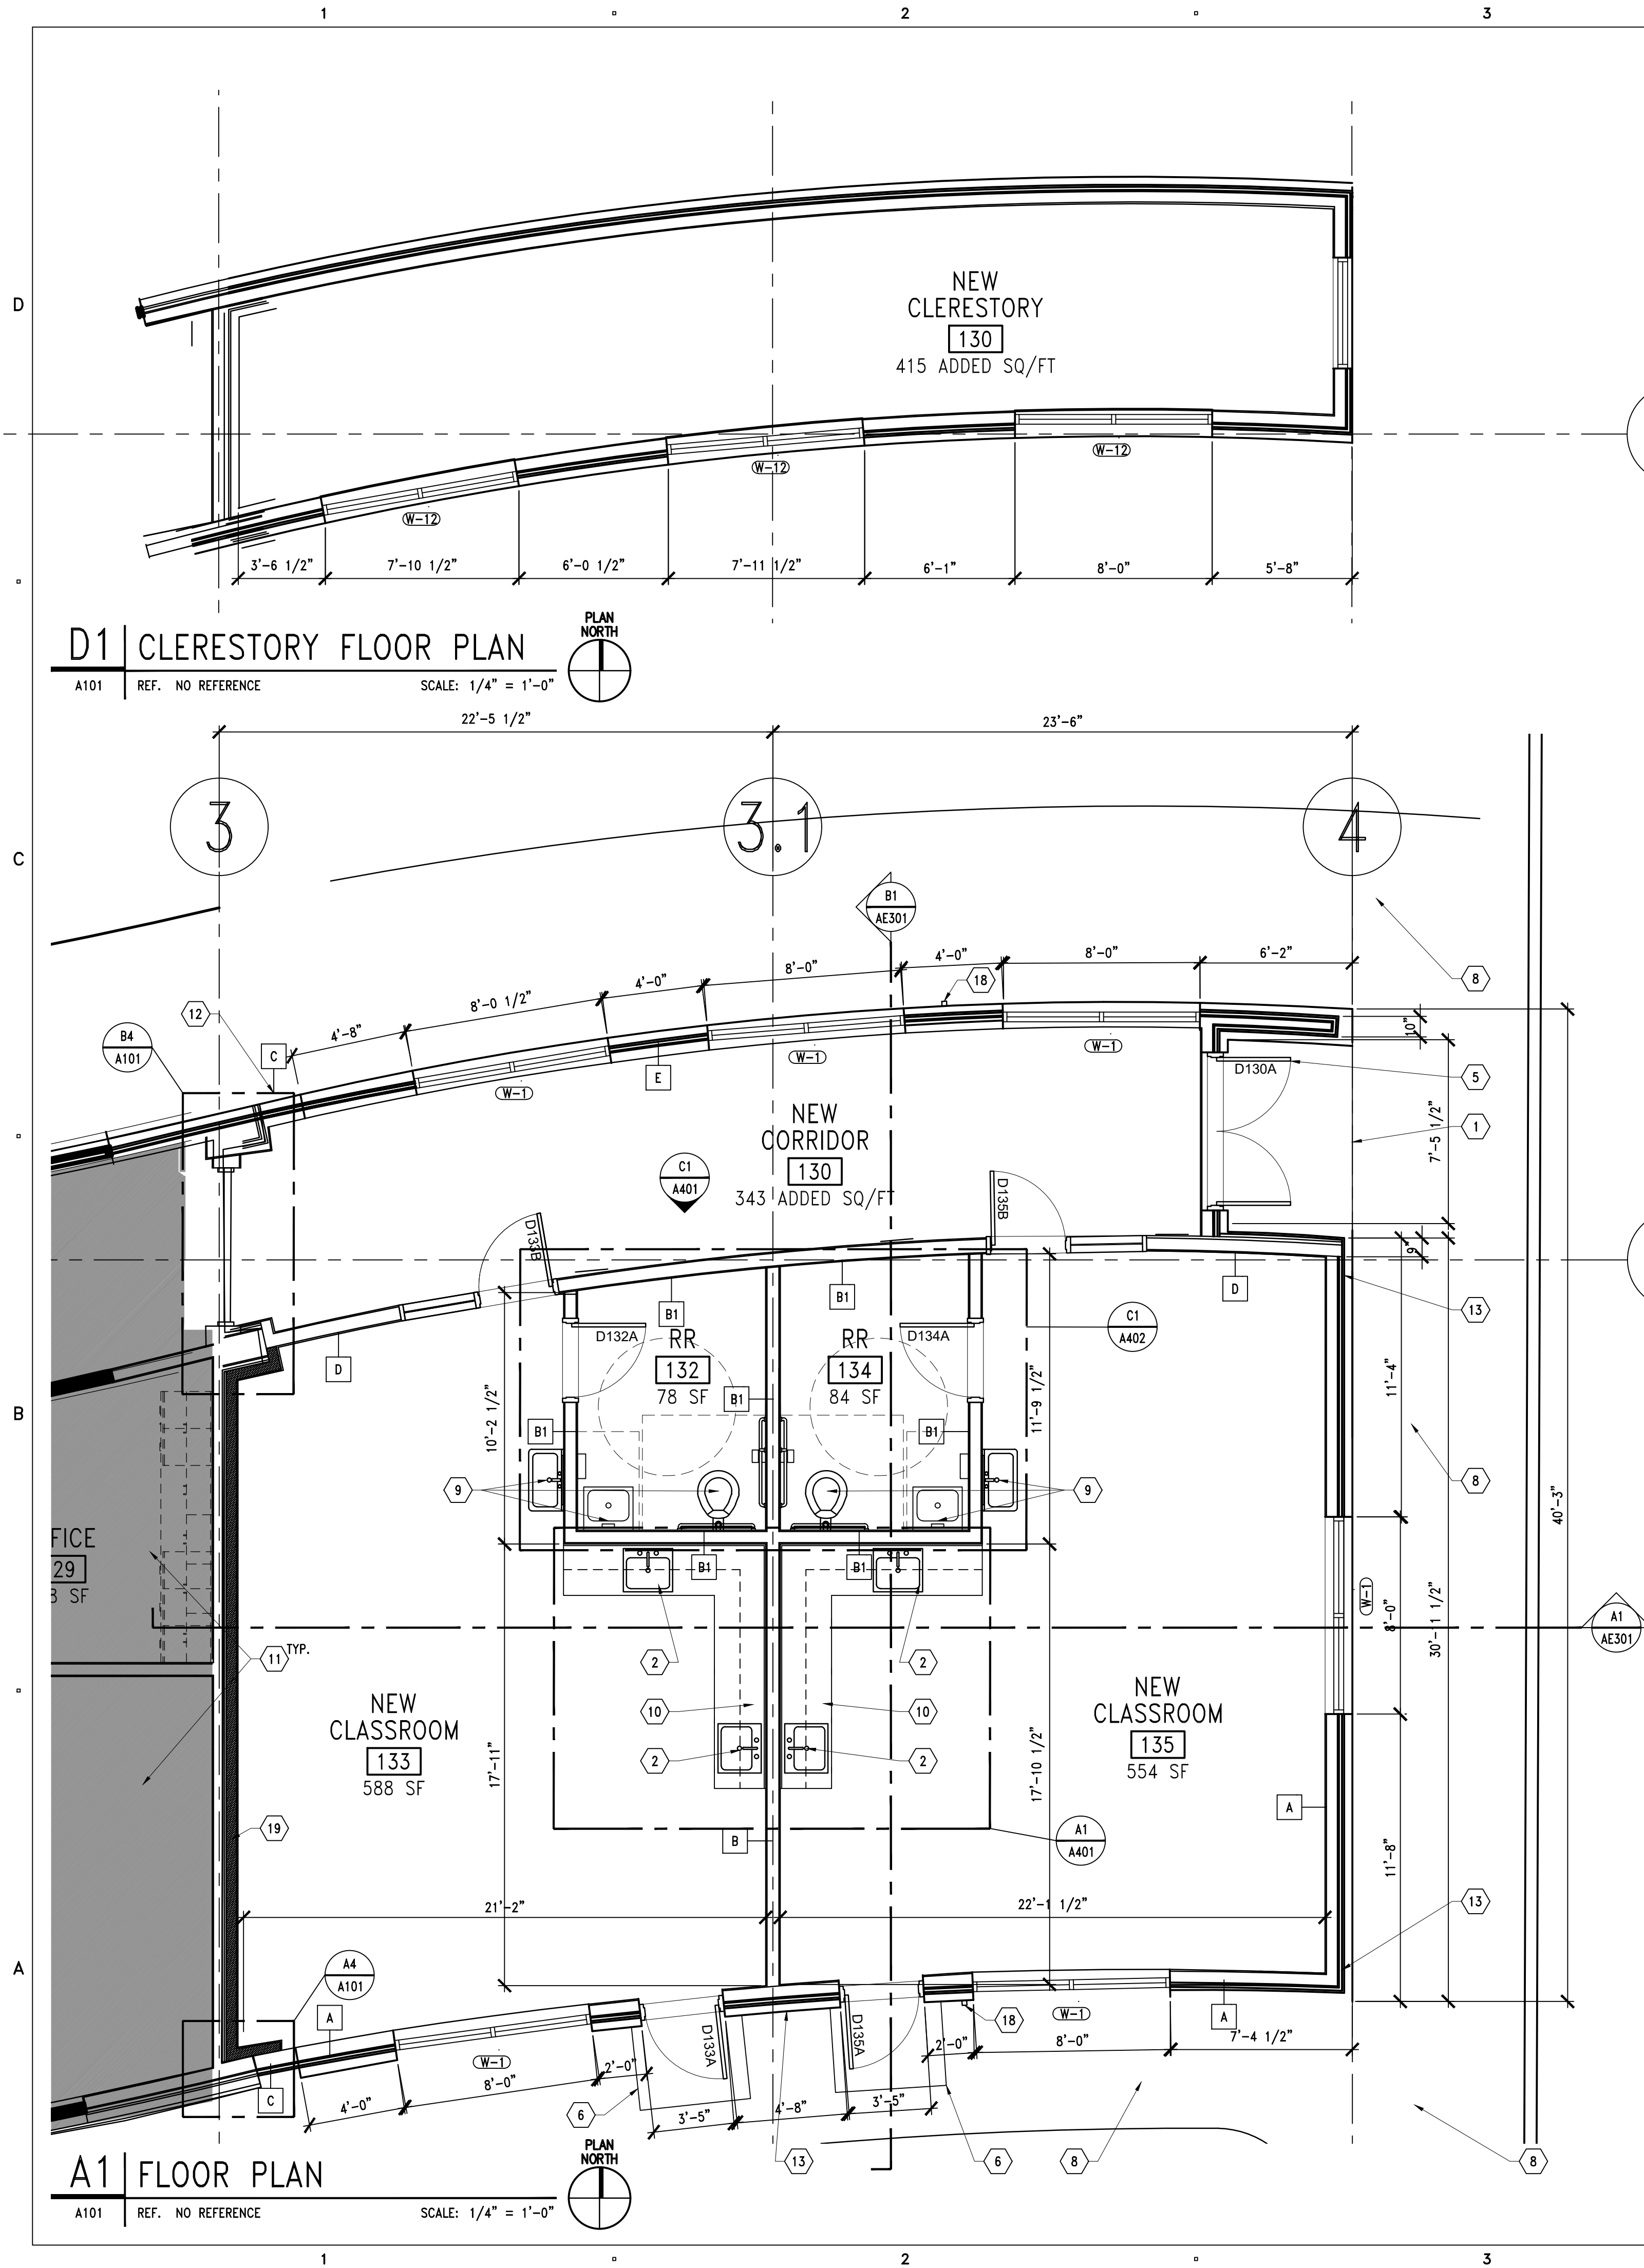 1
2
3
D
NEW
CLERESTORY
130
415 ADDED SQ/FT
W-12
W-12
W-12
3'-6 1/2"
7'-10 1/2"
6'-0 1/2"
7'-11 1/2"
6'-1"
8'-0"
5'-8"
D1
CLERESTORY FLOOR PLAN
PLAN
NORTH
A101
REF. NO REFERENCE
SCALE: 1/4" = 1'-0"
22'-5 1/2"
23'-6"
3
3.1
4
C
B1
AE301
4'-8"
8'-0 1/2"
4'-0"
8'-0"
4'-0"
8'-0"
6'-2"
18
8
12
B4
A101
C
10"
W-1
W-1
W-1
E
D130A
5
1
7'-5 1/2"
NEW
CORRIDOR
130
343 ADDED SQ/FT
C1
A401
D133B
D135B
9"
D
D
13
B1
B1
C1
A402
D132A
RR
132
78 SF
RR
134
84 SF
D134A
B1
B
B1
B1
10'-2 1/2"
11'-9 1/2"
11'-4"
8
9
9
40'-3"
FICE
29
3 SF
B1
B1
W-1
8'-0"
30'-11 1/2"
A1
AE301
11
TYP.
2
2
10
10
2
2
NEW
CLASSROOM
133
588 SF
NEW
CLASSROOM
135
554 SF
17'-11"
17'-10 1/2"
A
19
B
A1
A401
11'-8"
21'-2"
22'-1 1/2"
13
A
A4
A101
A
C
W-1
D133A
D135A
18
W-1
A
4'-0"
8'-0"
2'-0"
6
3'-5"
4'-8"
3'-5"
2'-0"
8'-0"
7'-4 1/2"
13
6
8
8
A1
FLOOR PLAN
PLAN
NORTH
A101
REF. NO REFERENCE
SCALE: 1/4" = 1'-0"
1
2
3